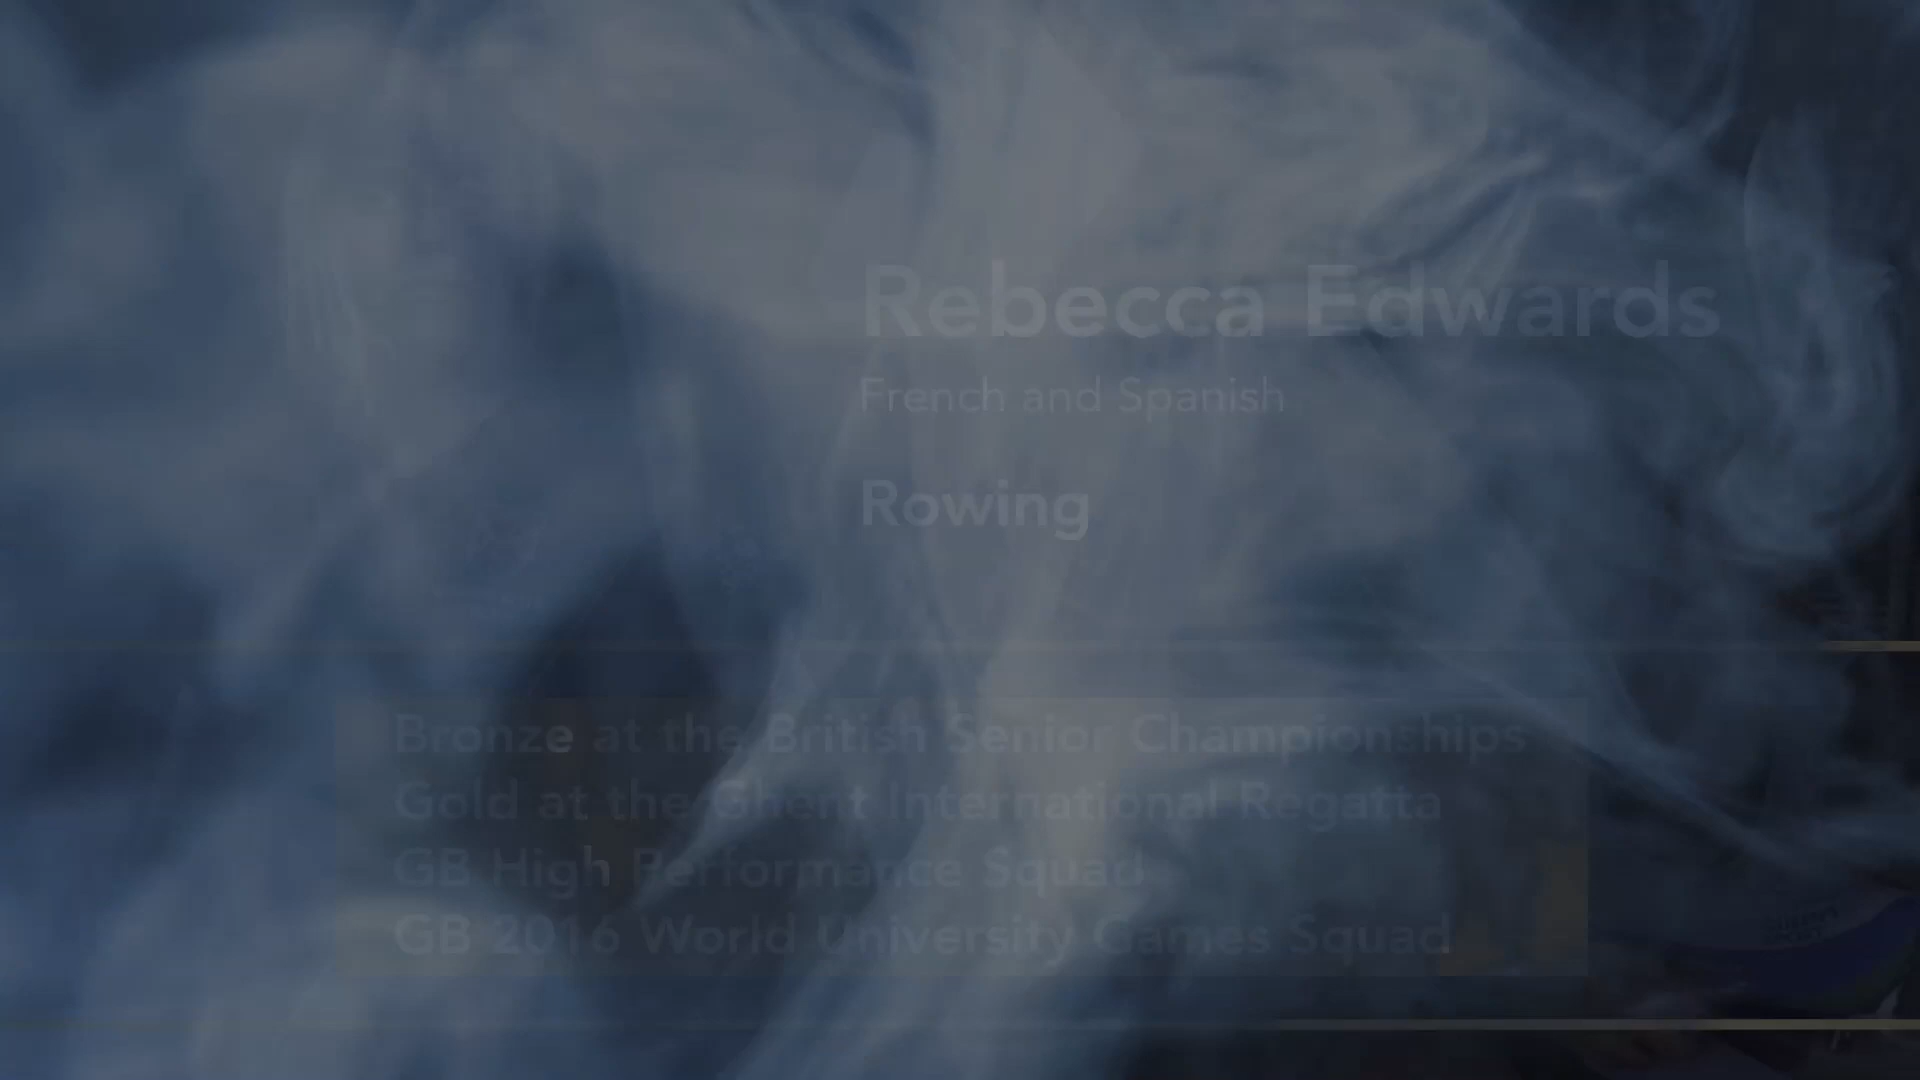 Rebecca Edwards
French and Spanish
Rowing
Bronze at the British Senior Championships
Gold at the Ghent International Regatta
GB High Performance Squad
GB 2016 World University Games Squad